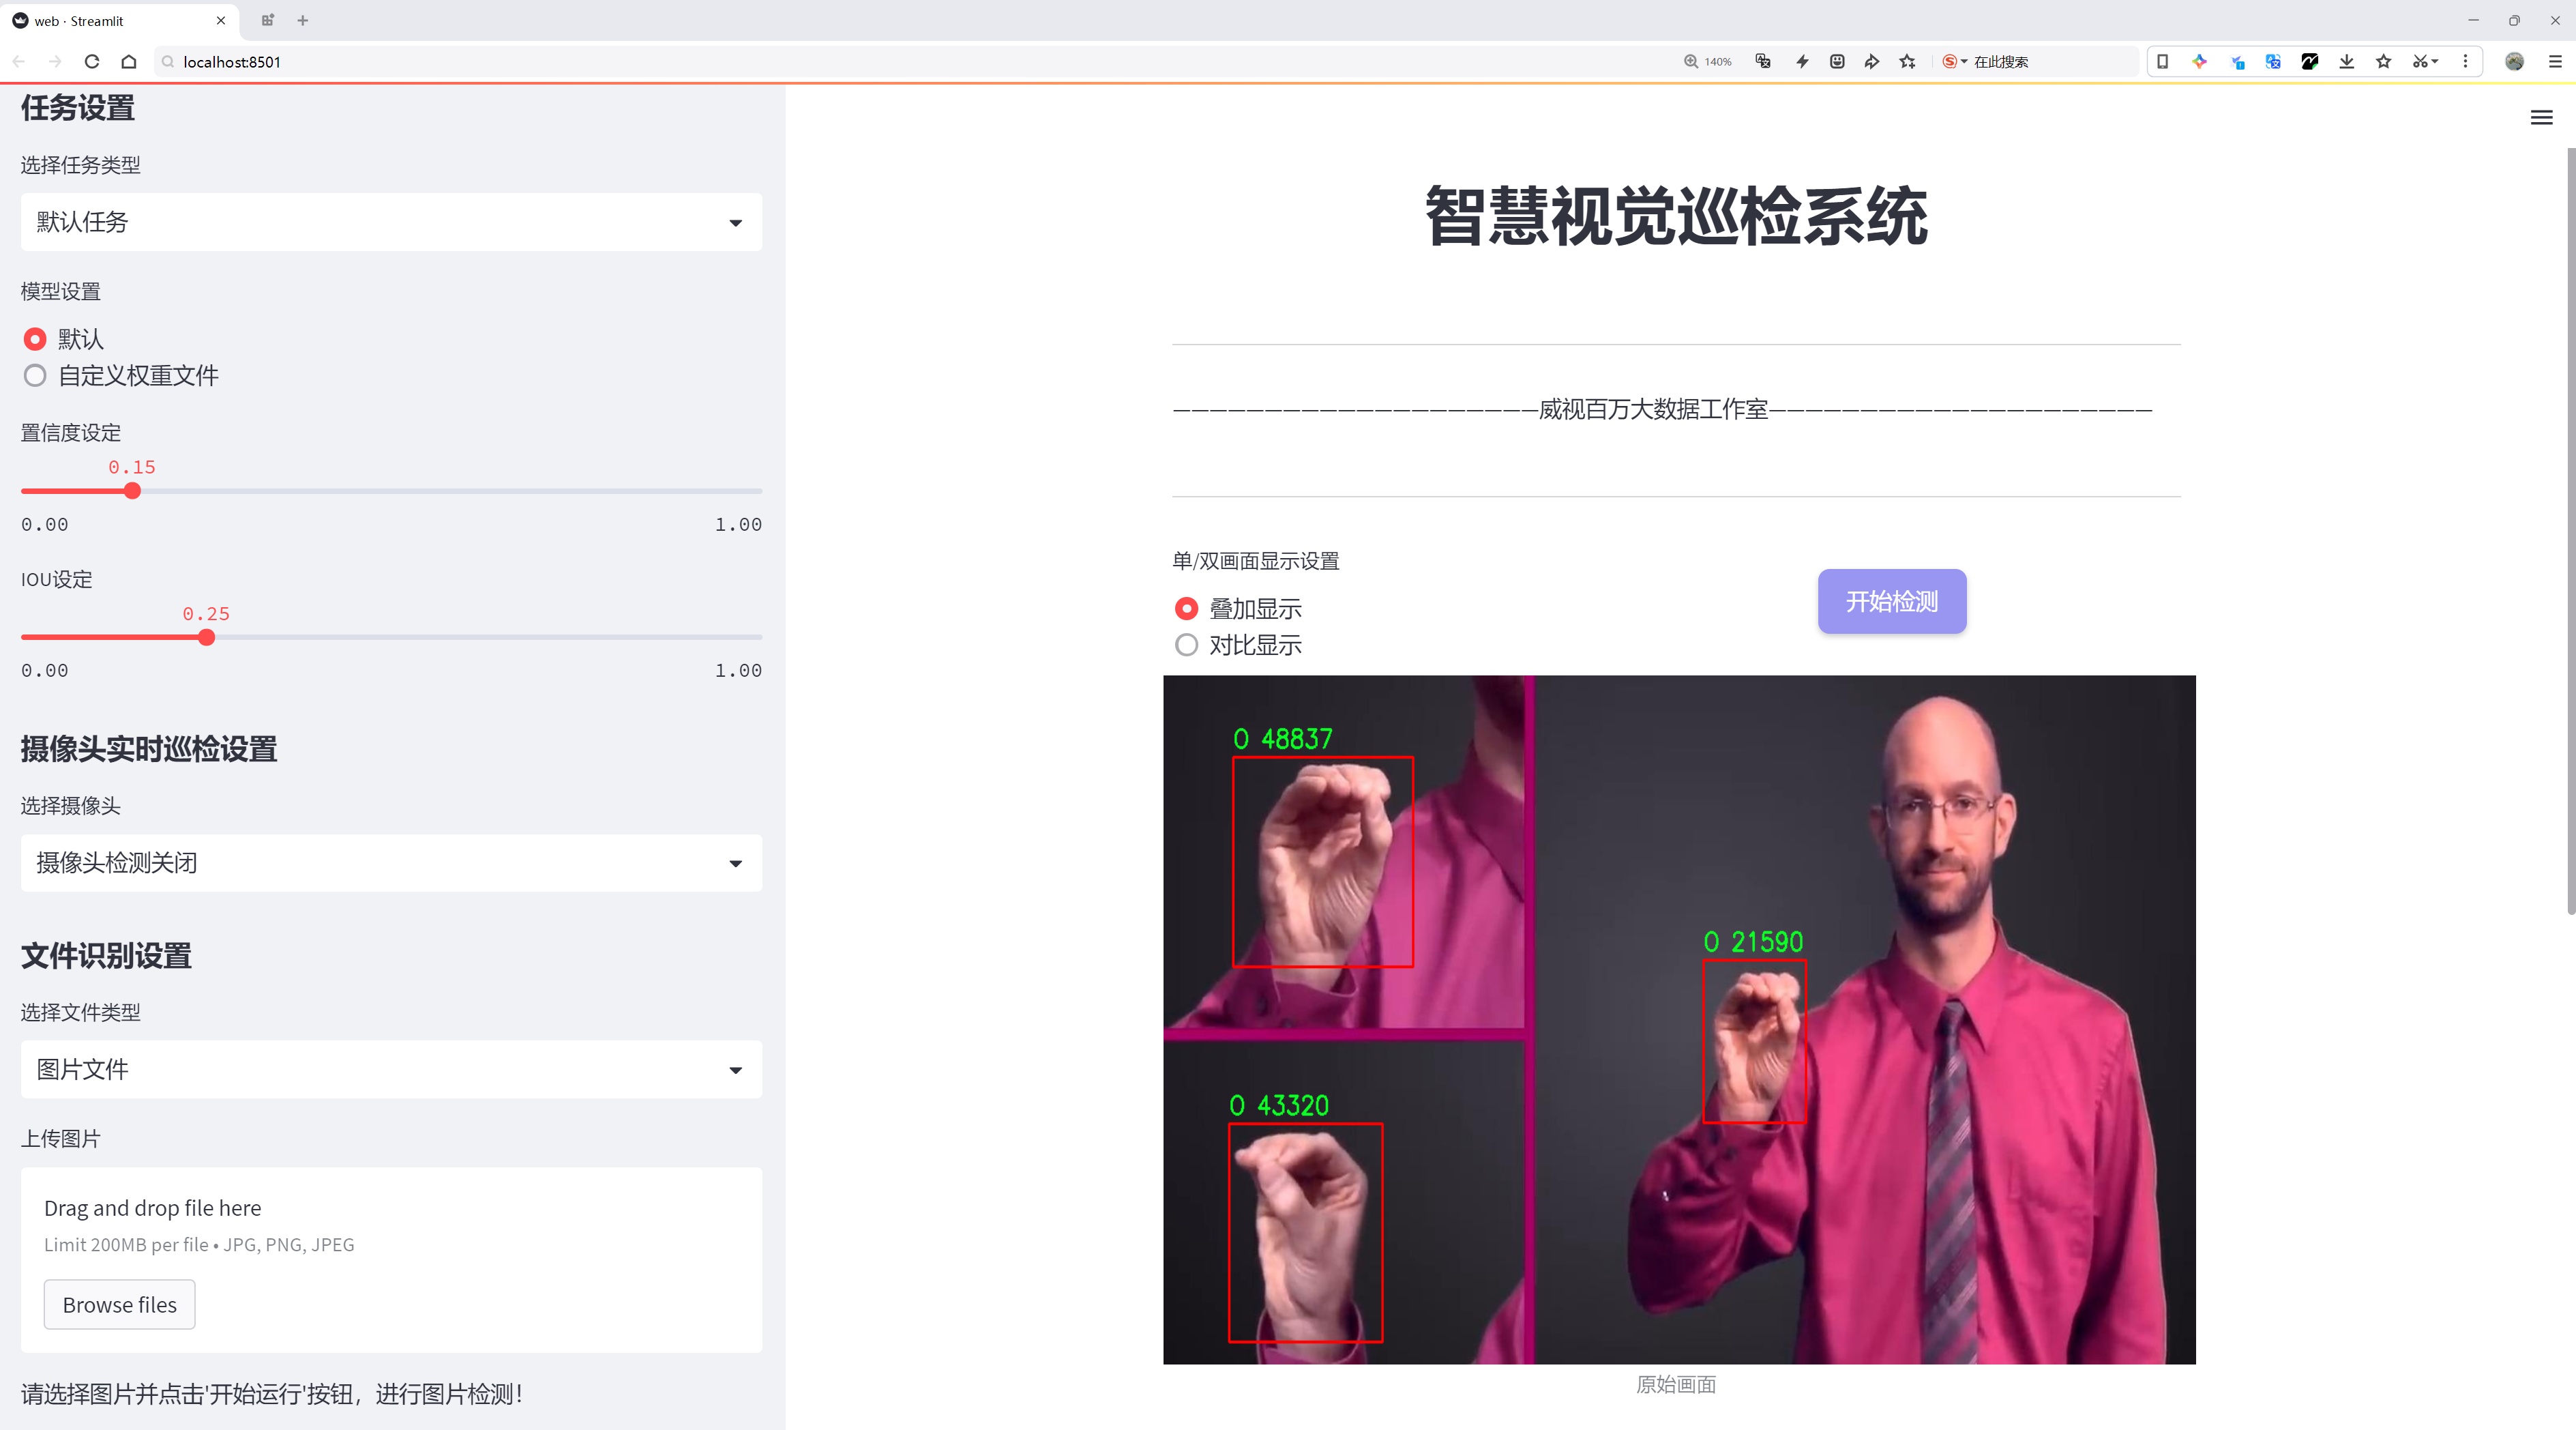 web · Streamlit
localhost:8501
140%
在此搜索
任务设置
选择任务类型
默认任务
模型设置
默认
自定义权重文件
置信度设定
0.15
0.00
1.00
IOU设定
0.25
0.00
1.00
摄像头实时巡检设置
选择摄像头
摄像头检测关闭
文件识别设置
选择文件类型
图片文件
上传图片
Drag and drop file here
Limit 200MB per file • JPG, PNG, JPEG
Browse files
请选择图片并点击'开始运行'按钮，进行图片检测！
智慧视觉巡检系统
————————————————————威视百万大数据工作室—————————————————————
单/双画面显示设置
叠加显示
对比显示
开始检测
O 48837
O 21590
O 43320
原始画面